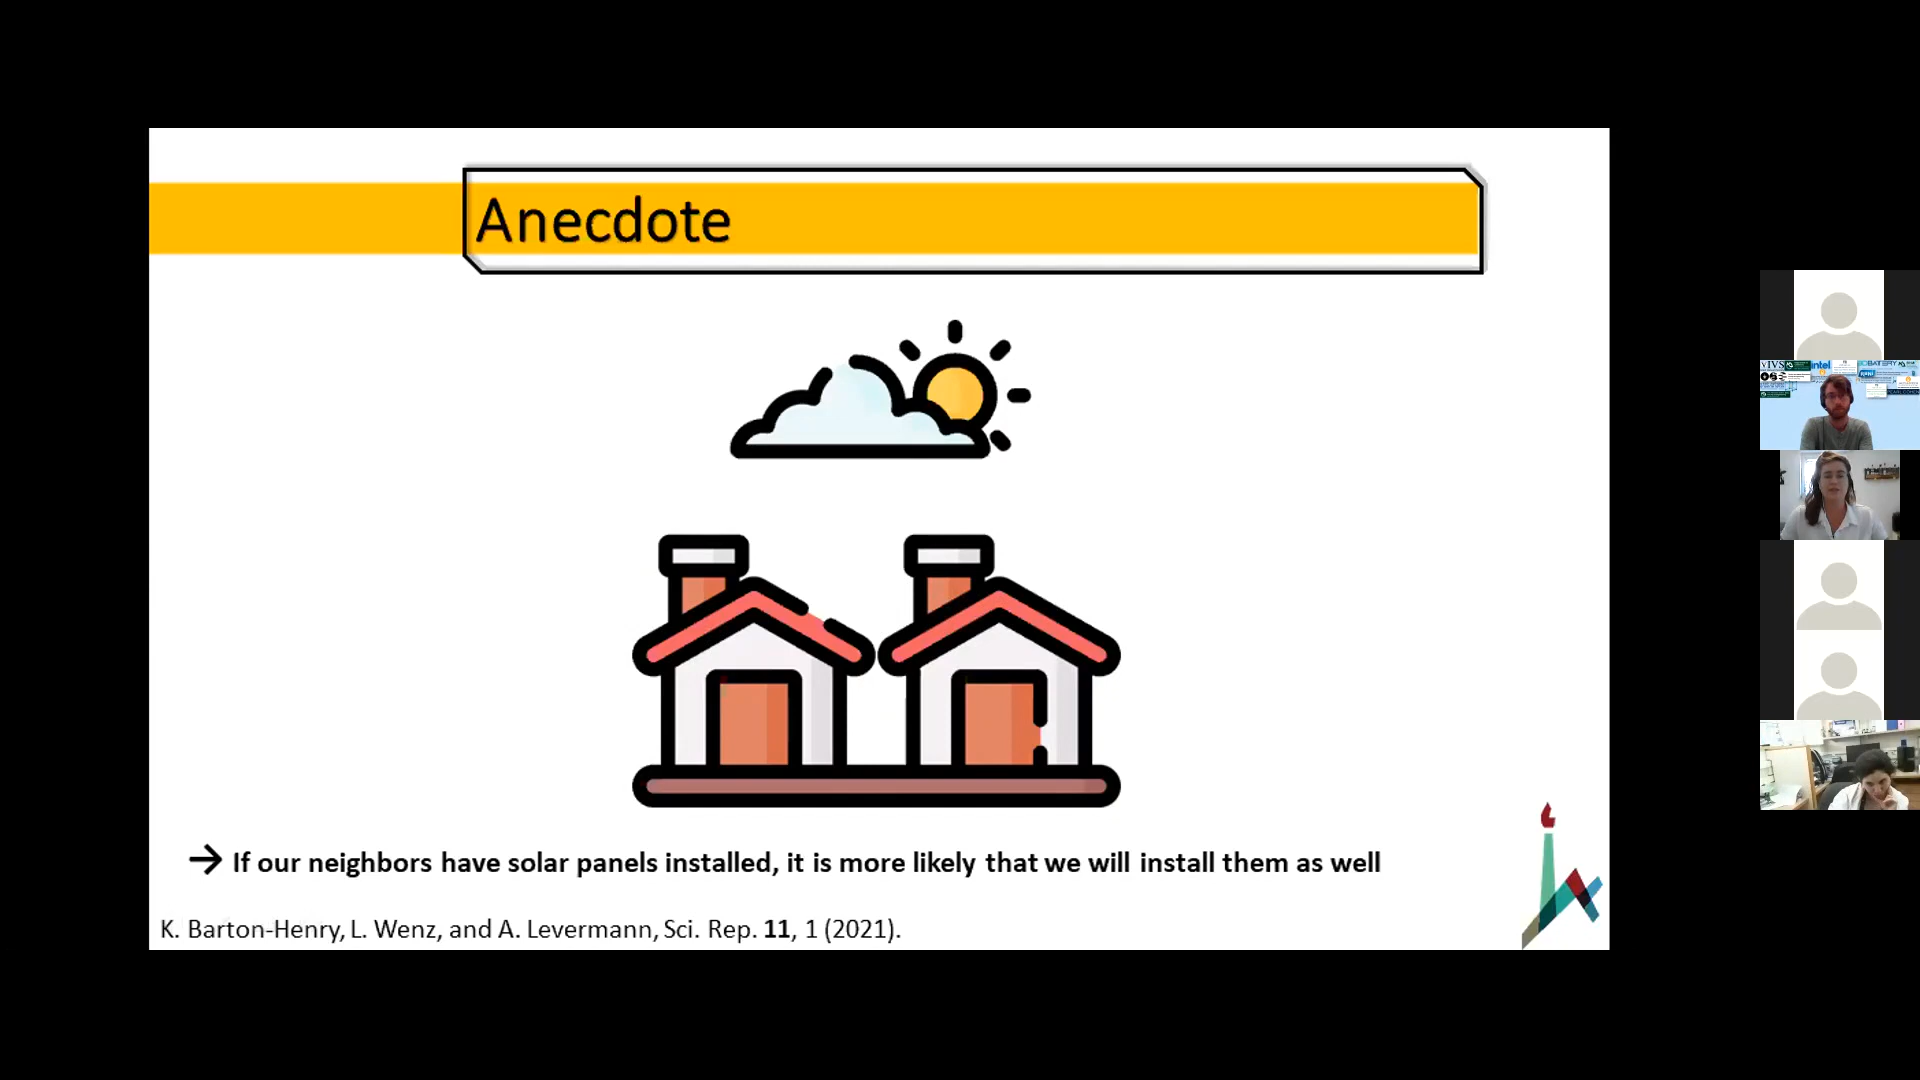 Anecdote
→ If our neighbors have solar panels installed, it is more likely that we will install them as well
K. Barton-Henry, L. Wenz, and A. Levermann, Sci. Rep. 11, 1 (2021).
intel